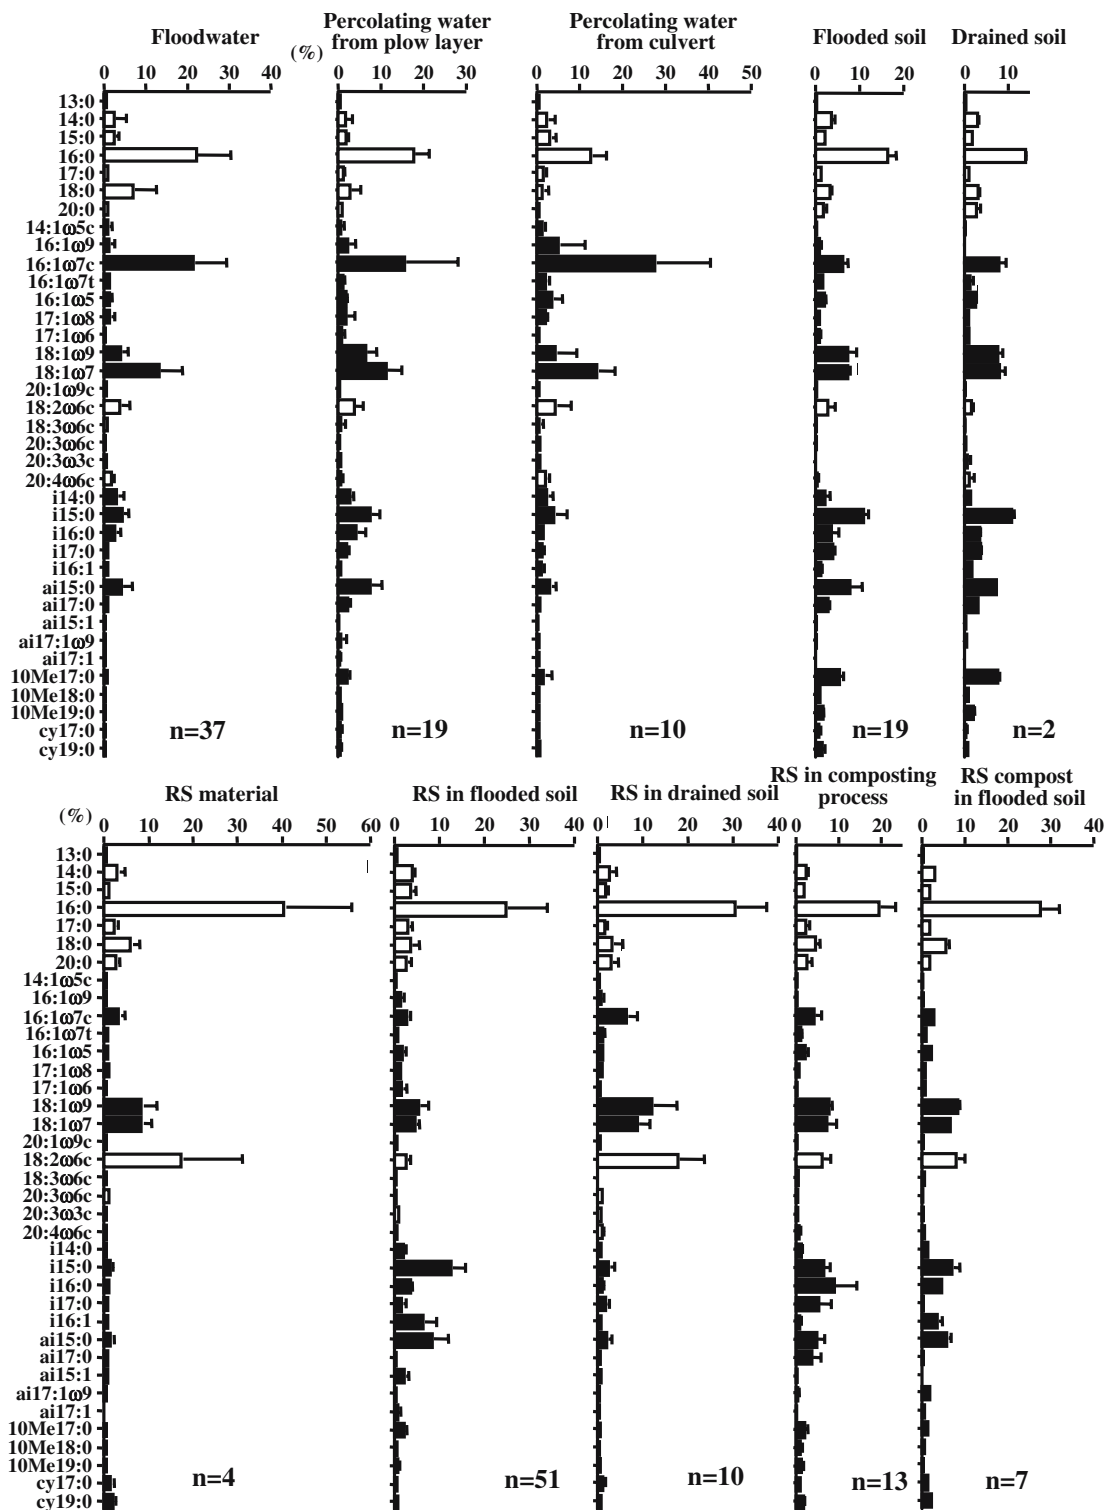 Floodwater
Percolating water
from plow layer
Percolating water
from culvert
Flooded soil
Drained soil
(%)
0 10 20 30 40
0 10 20 30
0 10 20 30 40 50
0 10 20
0 10
13:0
14:0
15:0
16:0
17:0
18:0
20:0
14:1ω5c
16:1ω9
16:1ω7c
16:1ω7t
16:1ω5
17:1ω8
17:1ω6
18:1ω9
18:1ω7
20:1ω9c
18:2ω6c
18:3ω6c
20:3ω6c
20:3ω3c
20:4ω6c
i14:0
i15:0
i16:0
i17:0
i16:1
ai15:0
ai17:0
ai15:1
ai17:1ω9
ai17:1
10Me17:0
10Me18:0
10Me19:0
cy17:0
cy19:0
n=37
n=19
n=10
n=19
n=2
RS material
RS in flooded soil
RS in drained soil
RS in composting
process
RS compost
in flooded soil
(%)
0 10 20 30 40 50 60
0 10 20 30 40
0 10 20 30 40
0 10 20
0 10 20 30 40
13:0
14:0
15:0
16:0
17:0
18:0
20:0
14:1ω5c
16:1ω9
16:1ω7c
16:1ω7t
16:1ω5
17:1ω8
17:1ω6
18:1ω9
18:1ω7
20:1ω9c
18:2ω6c
18:3ω6c
20:3ω6c
20:3ω3c
20:4ω6c
i14:0
i15:0
i16:0
i17:0
i16:1
ai15:0
ai17:0
ai15:1
ai17:1ω9
ai17:1
10Me17:0
10Me18:0
10Me19:0
cy17:0
cy19:0
n=4
n=51
n=10
n=13
n=7